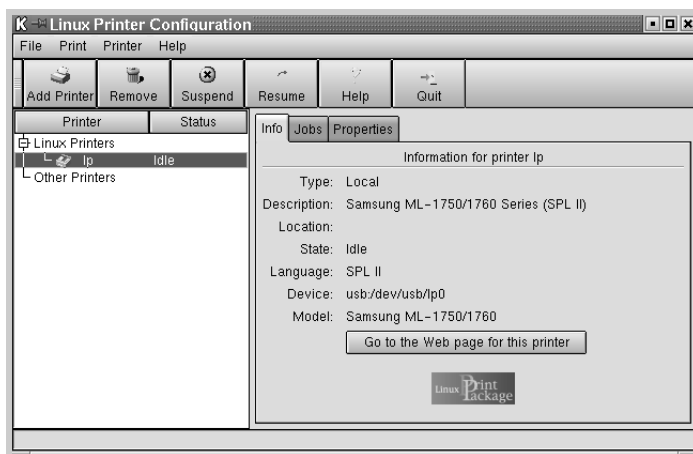 Linux Printer Configuration
File Print Printer Help
Add Printer Remove Suspend Resume Help Quit
Printer Status
Linux Printers
lp Idle
Other Printers
Info Jobs Properties
Information for printer lp
Type: Local
Description: Samsung ML-1750/1760 Series (SPL II)
Location:
State: Idle
Language: SPL II
Device: usb:/dev/usb/lp0
Model: Samsung ML-1750/1760
Go to the Web page for this printer
Linux Print Package